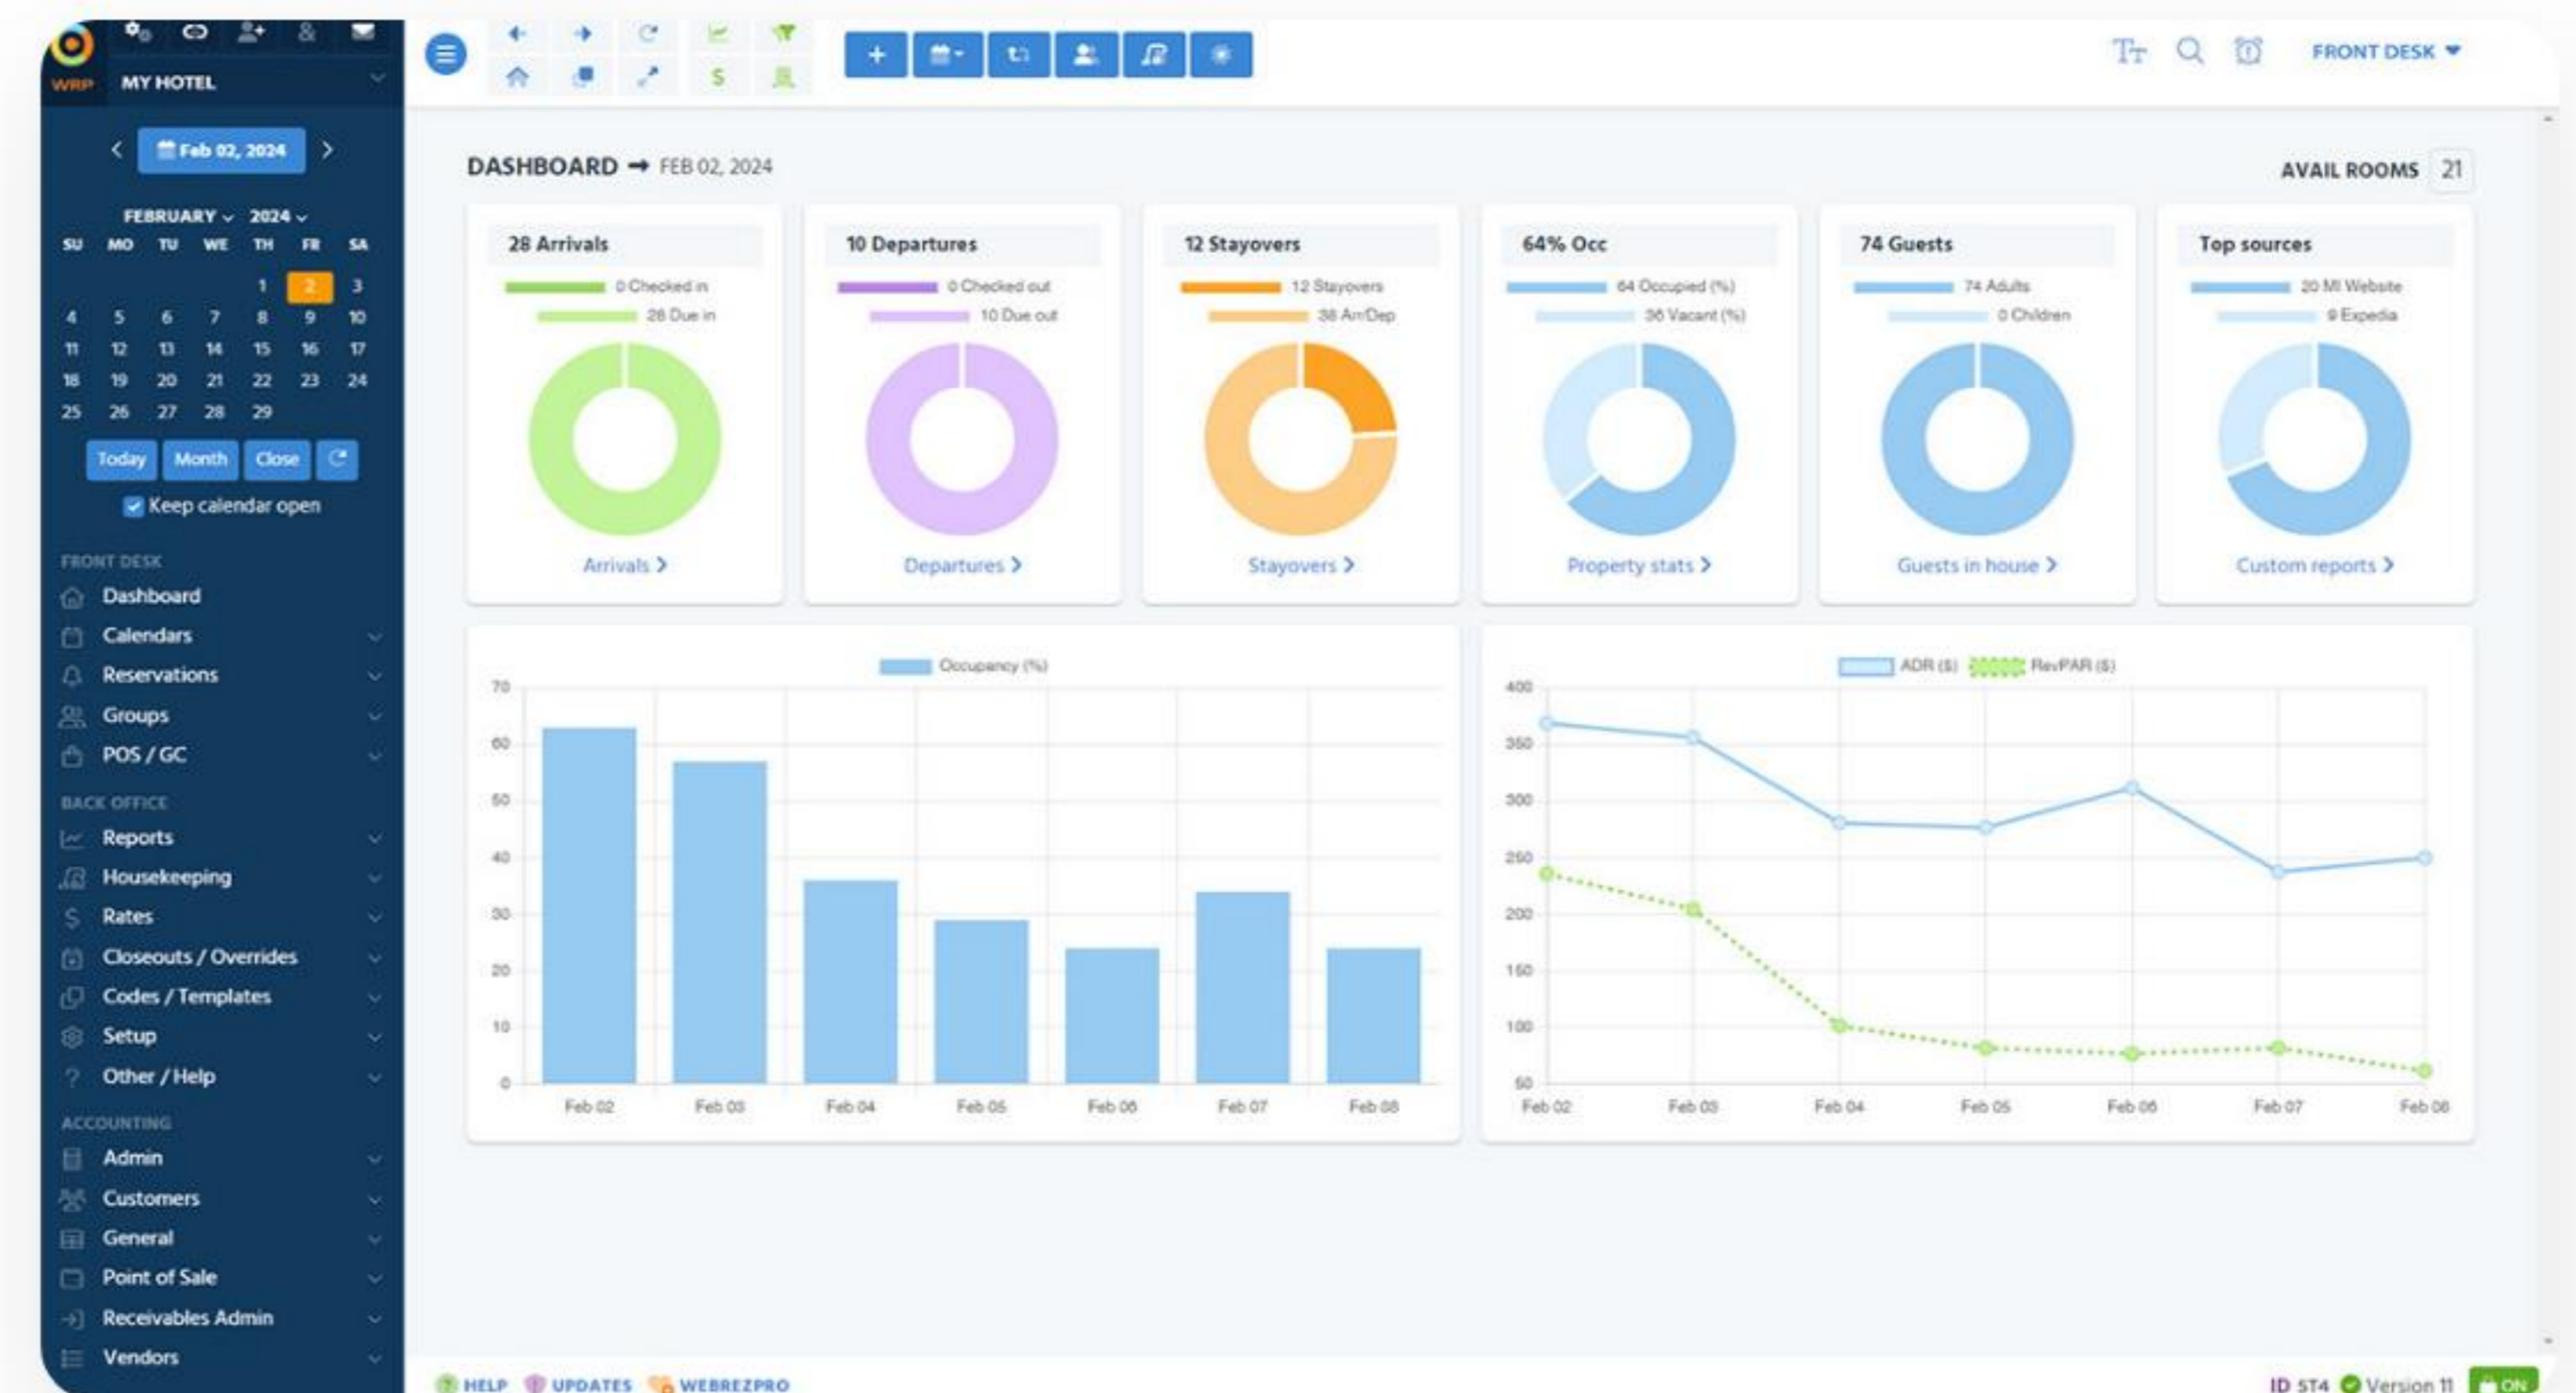 WRP
MY HOTEL
FRONT DESK
Feb 02, 2024
FEBRUARY 2024
SU MO TU WE TH FR SA
1 2 3
4 5 6 7 8 9 10
11 12 13 14 15 16 17
18 19 20 21 22 23 24
25 26 27 28 29
Today Month Close
Keep calendar open
FRONT DESK
Dashboard
Calendars
Reservations
Groups
POS / GC
BACK OFFICE
Reports
Housekeeping
Rates
Closeouts / Overrides
Codes / Templates
Setup
Other / Help
ACCOUNTING
Admin
Customers
General
Point of Sale
Receivables Admin
Vendors
DASHBOARD → FEB 02, 2024
AVAIL ROOMS 21
28 Arrivals
0 Checked in
28 Due in
Arrivals >
10 Departures
0 Checked out
10 Due out
Departures >
12 Stayovers
12 Stayovers
38 Arr/Dep
Stayovers >
64% Occ
64 Occupied (%)
36 Vacant (%)
Property stats >
74 Guests
74 Adults
0 Children
Guests in house >
Top sources
20 MI Website
9 Expedia
Custom reports >
Occupancy (%)
70
60
50
40
30
20
10
0
Feb 02 Feb 03 Feb 04 Feb 05 Feb 06 Feb 07 Feb 08
ADR ($) RevPAR ($)
400
350
300
250
200
150
100
50
Feb 02 Feb 03 Feb 04 Feb 05 Feb 06 Feb 07 Feb 08
HELP UPDATES WEBREZPRO
ID ST4 Version 11 ON